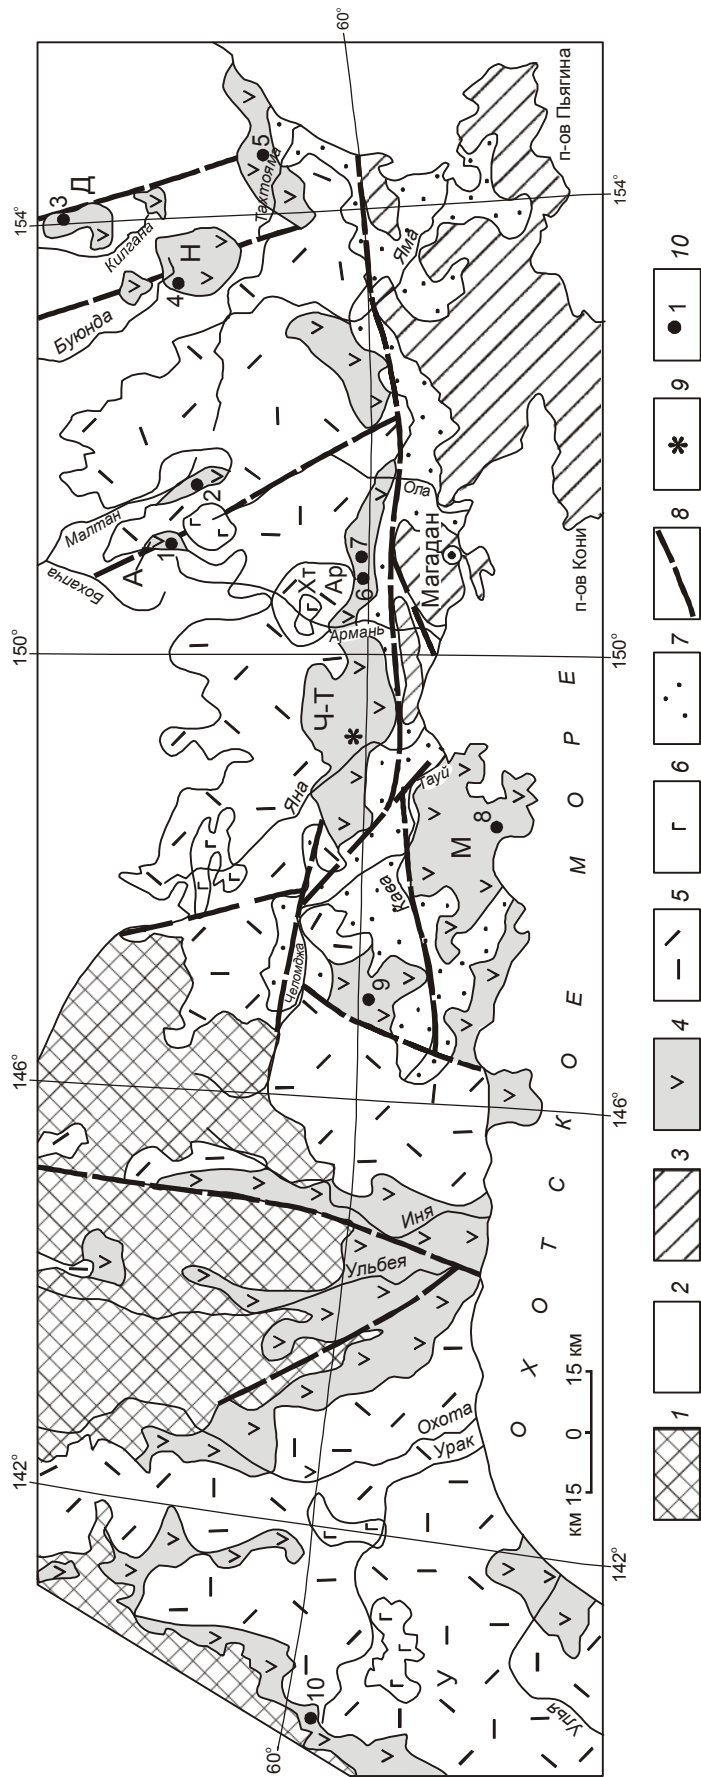 60°
п-ов Пьягина
154°
154°
3
Д
5
Тахтояма
Килгана
Н
4
Буюнда
Яма
Малтан
2
г
г
Бохапча
А
1
Ола
7
6
Хт
Ар
г
Магадан
п-ов Кони
Армань
150°
150°
Ч-Т
Яна
Тауй
М
8
Кава
г
г
г
Челомджа
9
146°
146°
Иня
Ульбея
О Х О Т С К О Е М О Р Е
Охота
Урак
км 15 0 15 км
142°
142°
г
г
г
г
г
У
Улья
10
60°
1 2 3 4 5 6 7 8 9 10
г
1